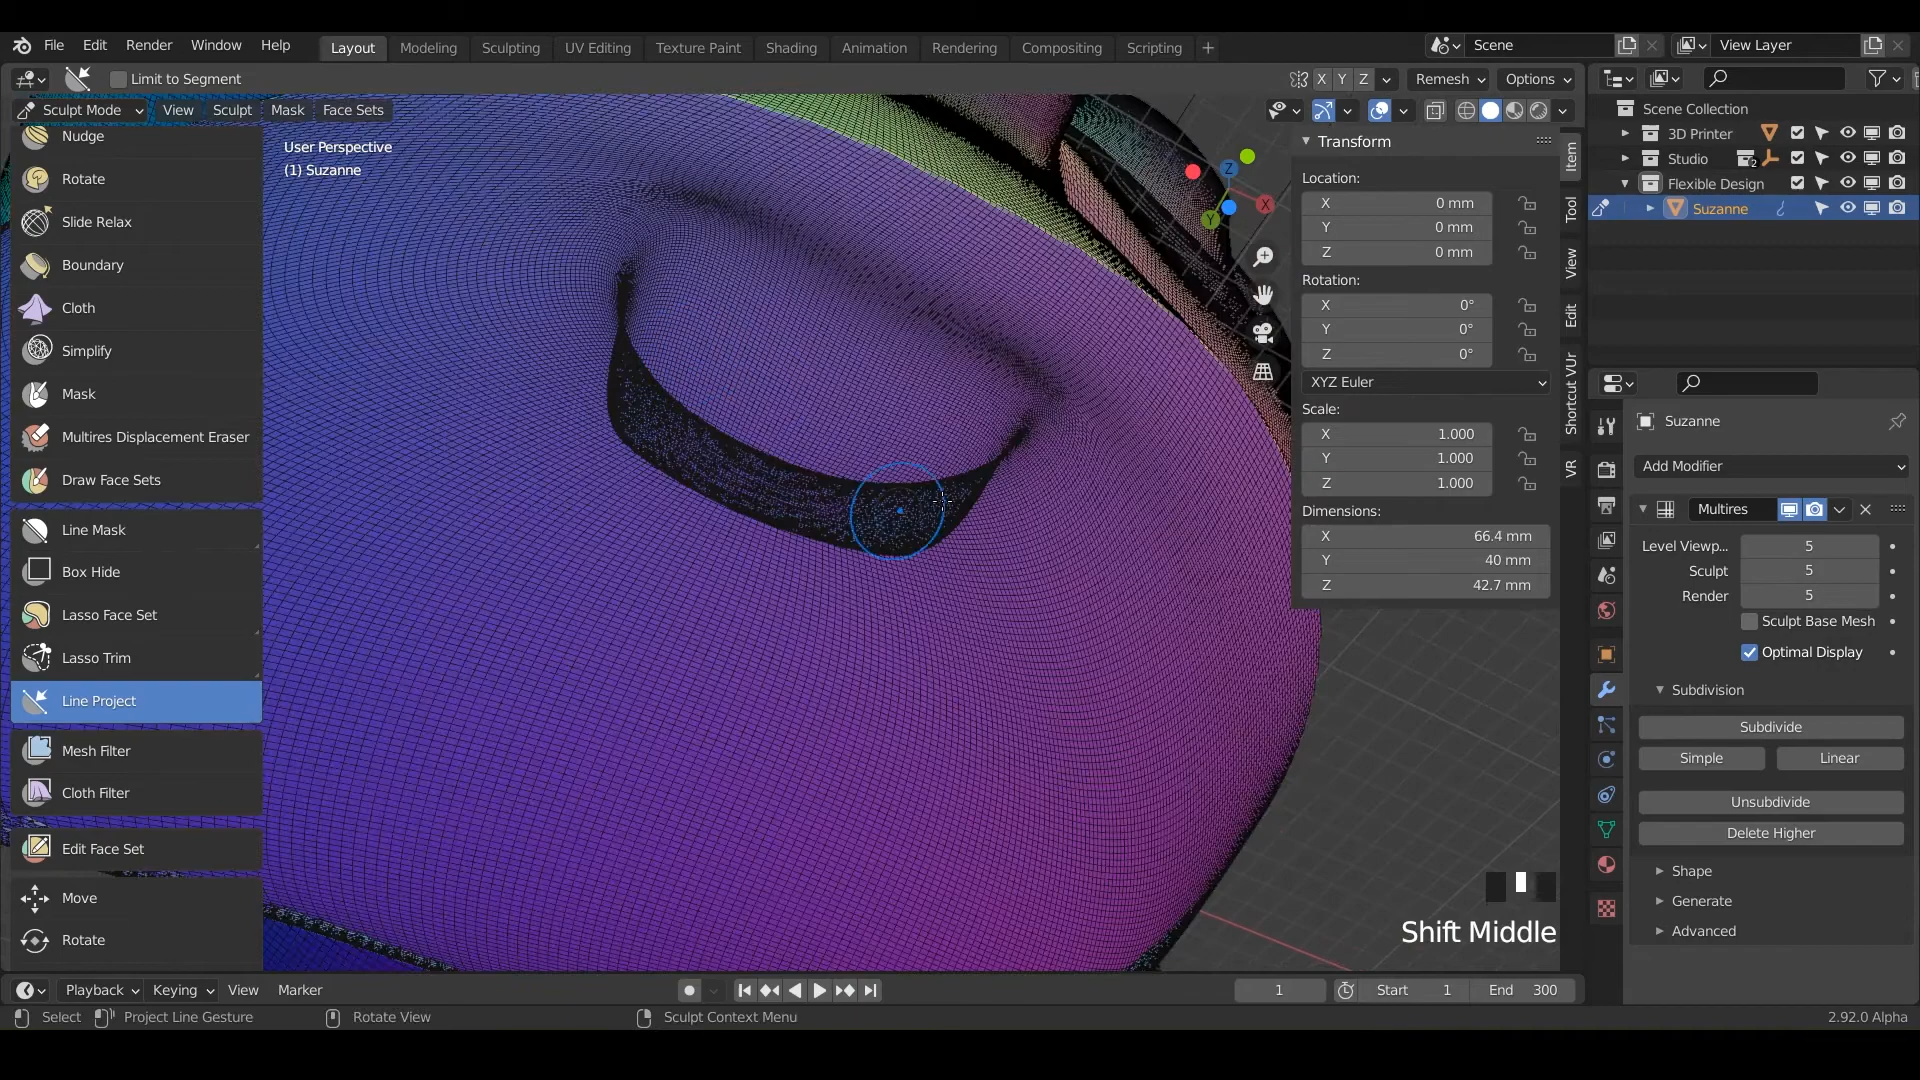 File Edit Render Window Help Layout Modeling Sculpting UV Editing Texture Paint Shading Animation Rendering Compositing Scripting + Scene View Layer
Limit to Segment X Y Z Remesh Options
Sculpt Mode View Sculpt Mask Face Sets
Nudge
Rotate
Slide Relax
Boundary
Cloth
Simplify
Mask
Multires Displacement Eraser
Draw Face Sets
Line Mask
Box Hide
Lasso Face Set
Lasso Trim
Line Project
Mesh Filter
Cloth Filter
Edit Face Set
Move
Rotate
User Perspective
(1) Suzanne
Z
X
Y
Transform
Location:
X 0 mm
Y 0 mm
Z 0 mm
Rotation:
X 0°
Y 0°
Z 0°
XYZ Euler
Scale:
X 1.000
Y 1.000
Z 1.000
Dimensions:
X 66.4 mm
Y 40 mm
Z 42.7 mm
Item
Tool
View
Edit
Shortcut VUr
VR
Shift Middle
Scene Collection
3D Printer
Studio 2
Flexible Design
Suzanne
Suzanne
Add Modifier
Multires
Level Viewp... 5
Sculpt 5
Render 5
Sculpt Base Mesh
Optimal Display
Subdivision
Subdivide
Simple Linear
Unsubdivide
Delete Higher
Shape
Generate
Advanced
Playback Keying View Marker 1 Start 1 End 300
Select Project Line Gesture Rotate View Sculpt Context Menu 2.92.0 Alpha